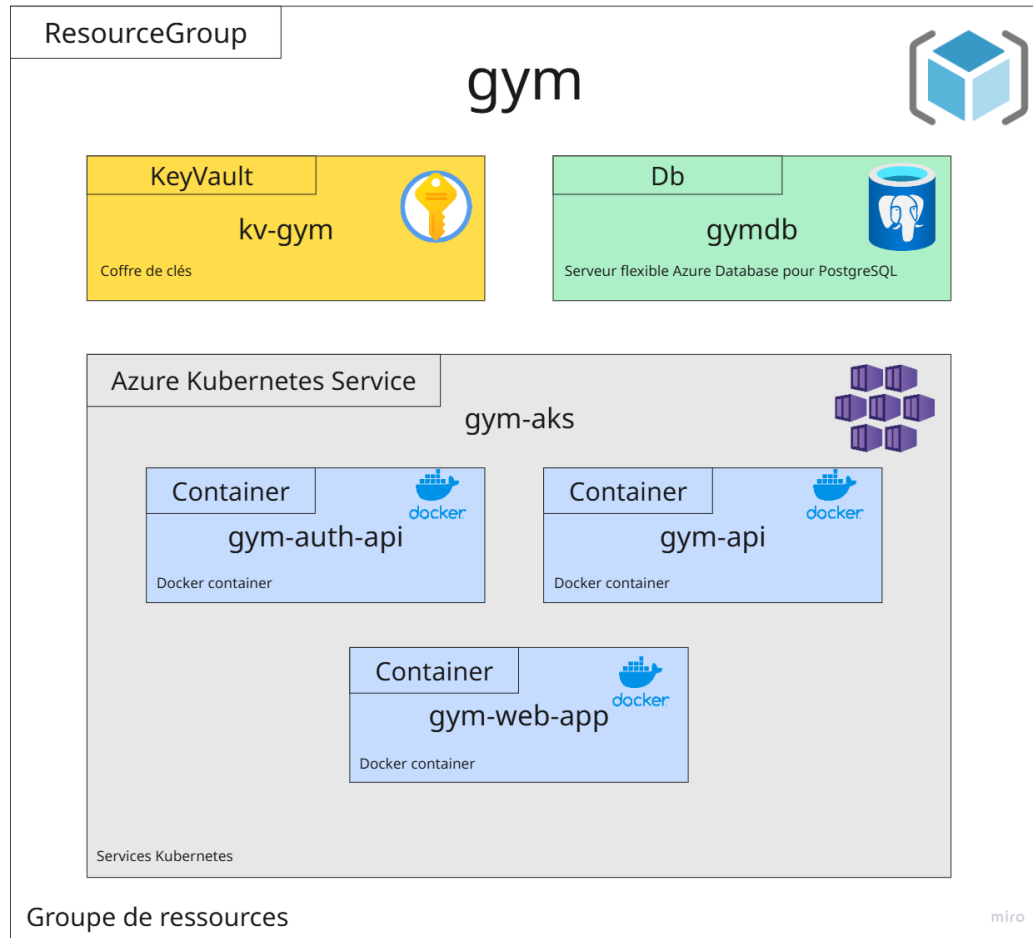 ResourceGroup
gym
KeyVault
kv-gym
Coffre de clés
Db
gymdb
Serveur flexible Azure Database pour PostgreSQL
Azure Kubernetes Service
gym-aks
Container
docker
gym-auth-api
Docker container
Container
docker
gym-api
Docker container
Container
docker
gym-web-app
Docker container
Services Kubernetes
Groupe de ressources
miro